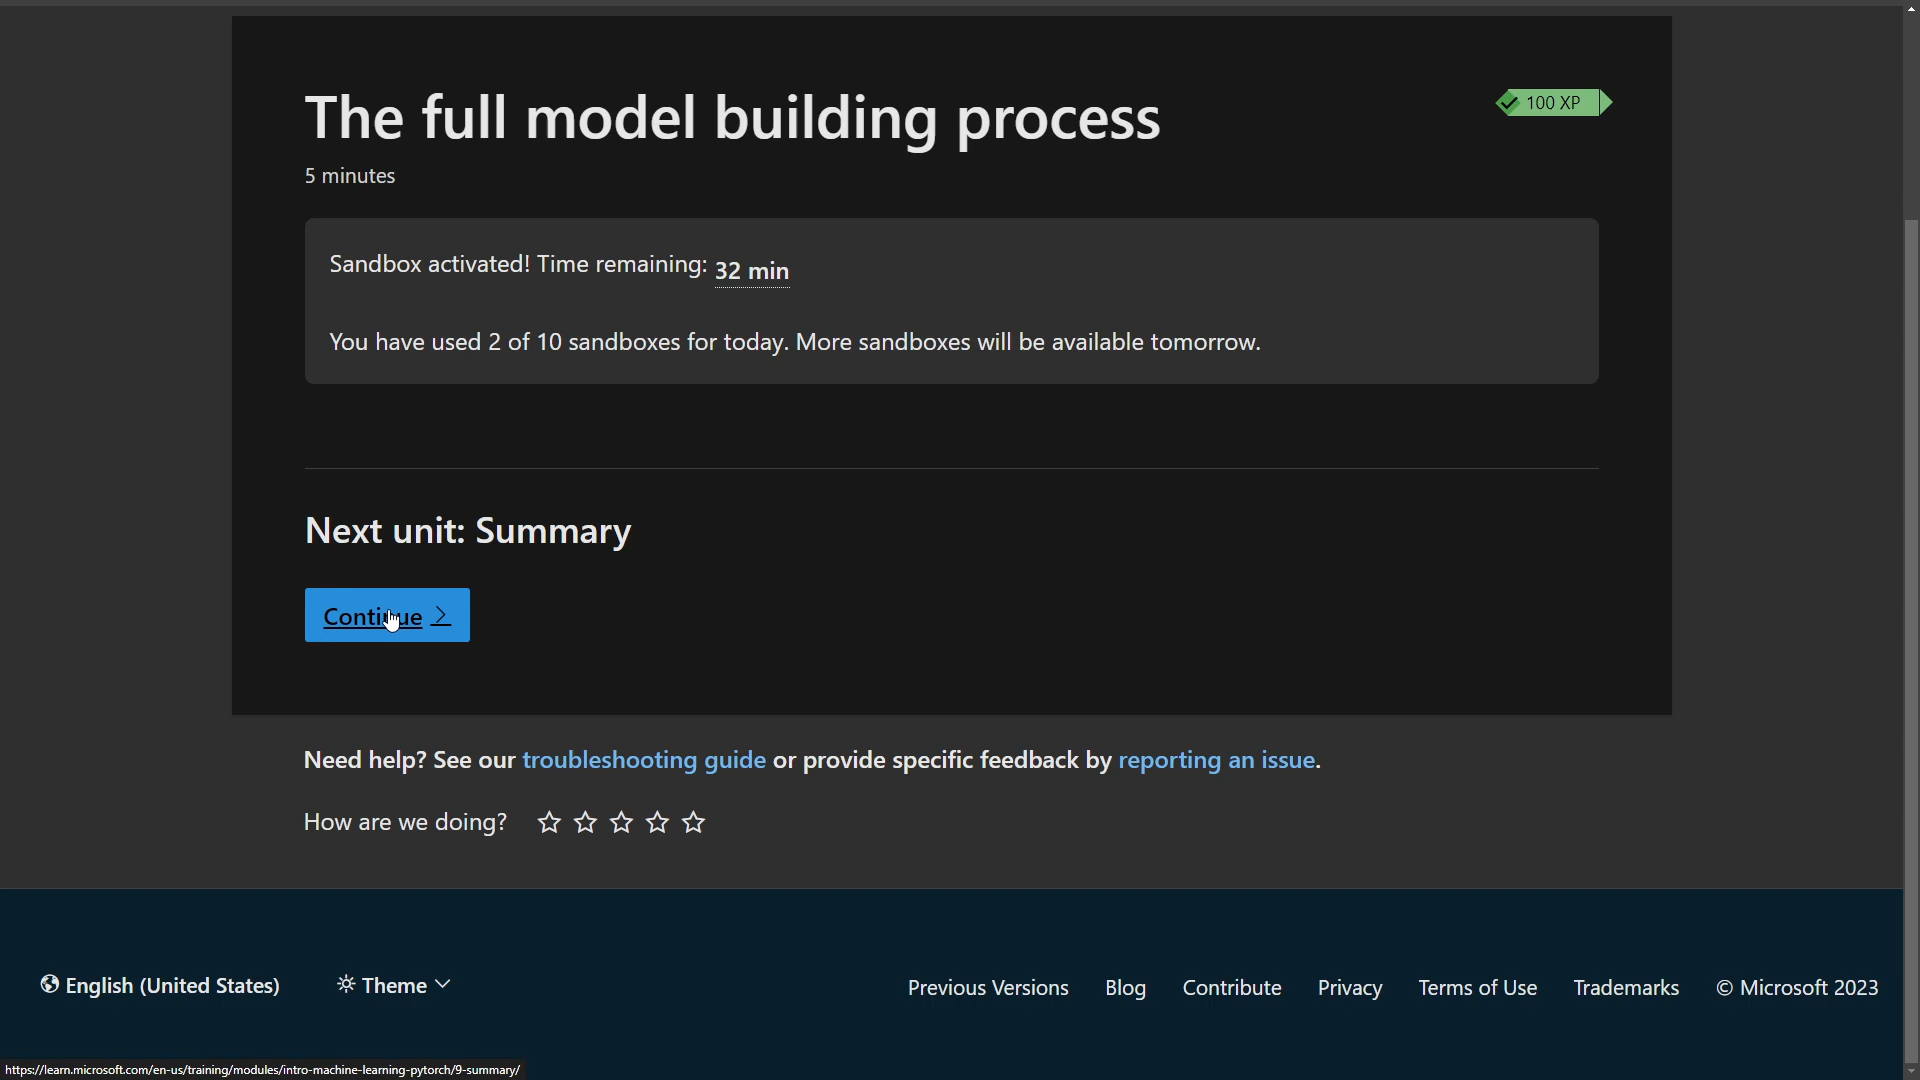 The full model building process
100 XP
5 minutes
Sandbox activated! Time remaining: 32 min
You have used 2 of 10 sandboxes for today. More sandboxes will be available tomorrow.
Next unit: Summary
Continue
Need help? See our troubleshooting guide or provide specific feedback by reporting an issue.
How are we doing?
English (United States) Theme Previous Versions Blog Contribute Privacy Terms of Use Trademarks © Microsoft 2023
https://learn.microsoft.com/en-us/training/modules/intro-machine-learning-pytorch/9-summary/